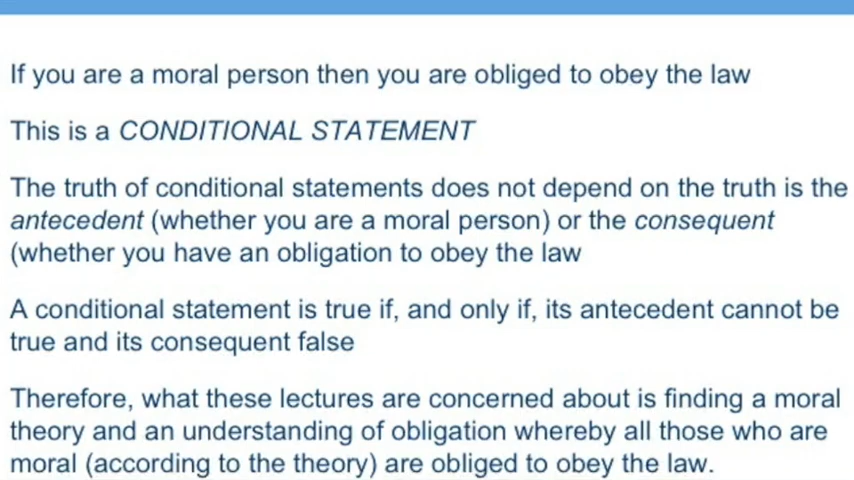 If you are a moral person then you are obliged to obey the law
This is a CONDITIONAL STATEMENT
The truth of conditional statements does not depend on the truth is the
antecedent (whether you are a moral person) or the consequent
(whether you have an obligation to obey the law
A conditional statement is true if, and only if, its antecedent cannot be
true and its consequent false
Therefore, what these lectures are concerned about is finding a moral
theory and an understanding of obligation whereby all those who are
moral (according to the theory) are obliged to obey the law.